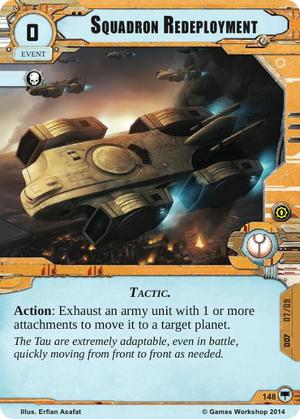 0
EVENT
SQUADRON REDEPLOYMENT
007 07/09
TACTIC.
Action: Exhaust an army unit with 1 or more
attachments to move it to a target planet.
The Tau are extremely adaptable, even in battle,
quickly moving from front to front as needed.
148
Illus. Erfian Asafat
© Games Workshop 2014